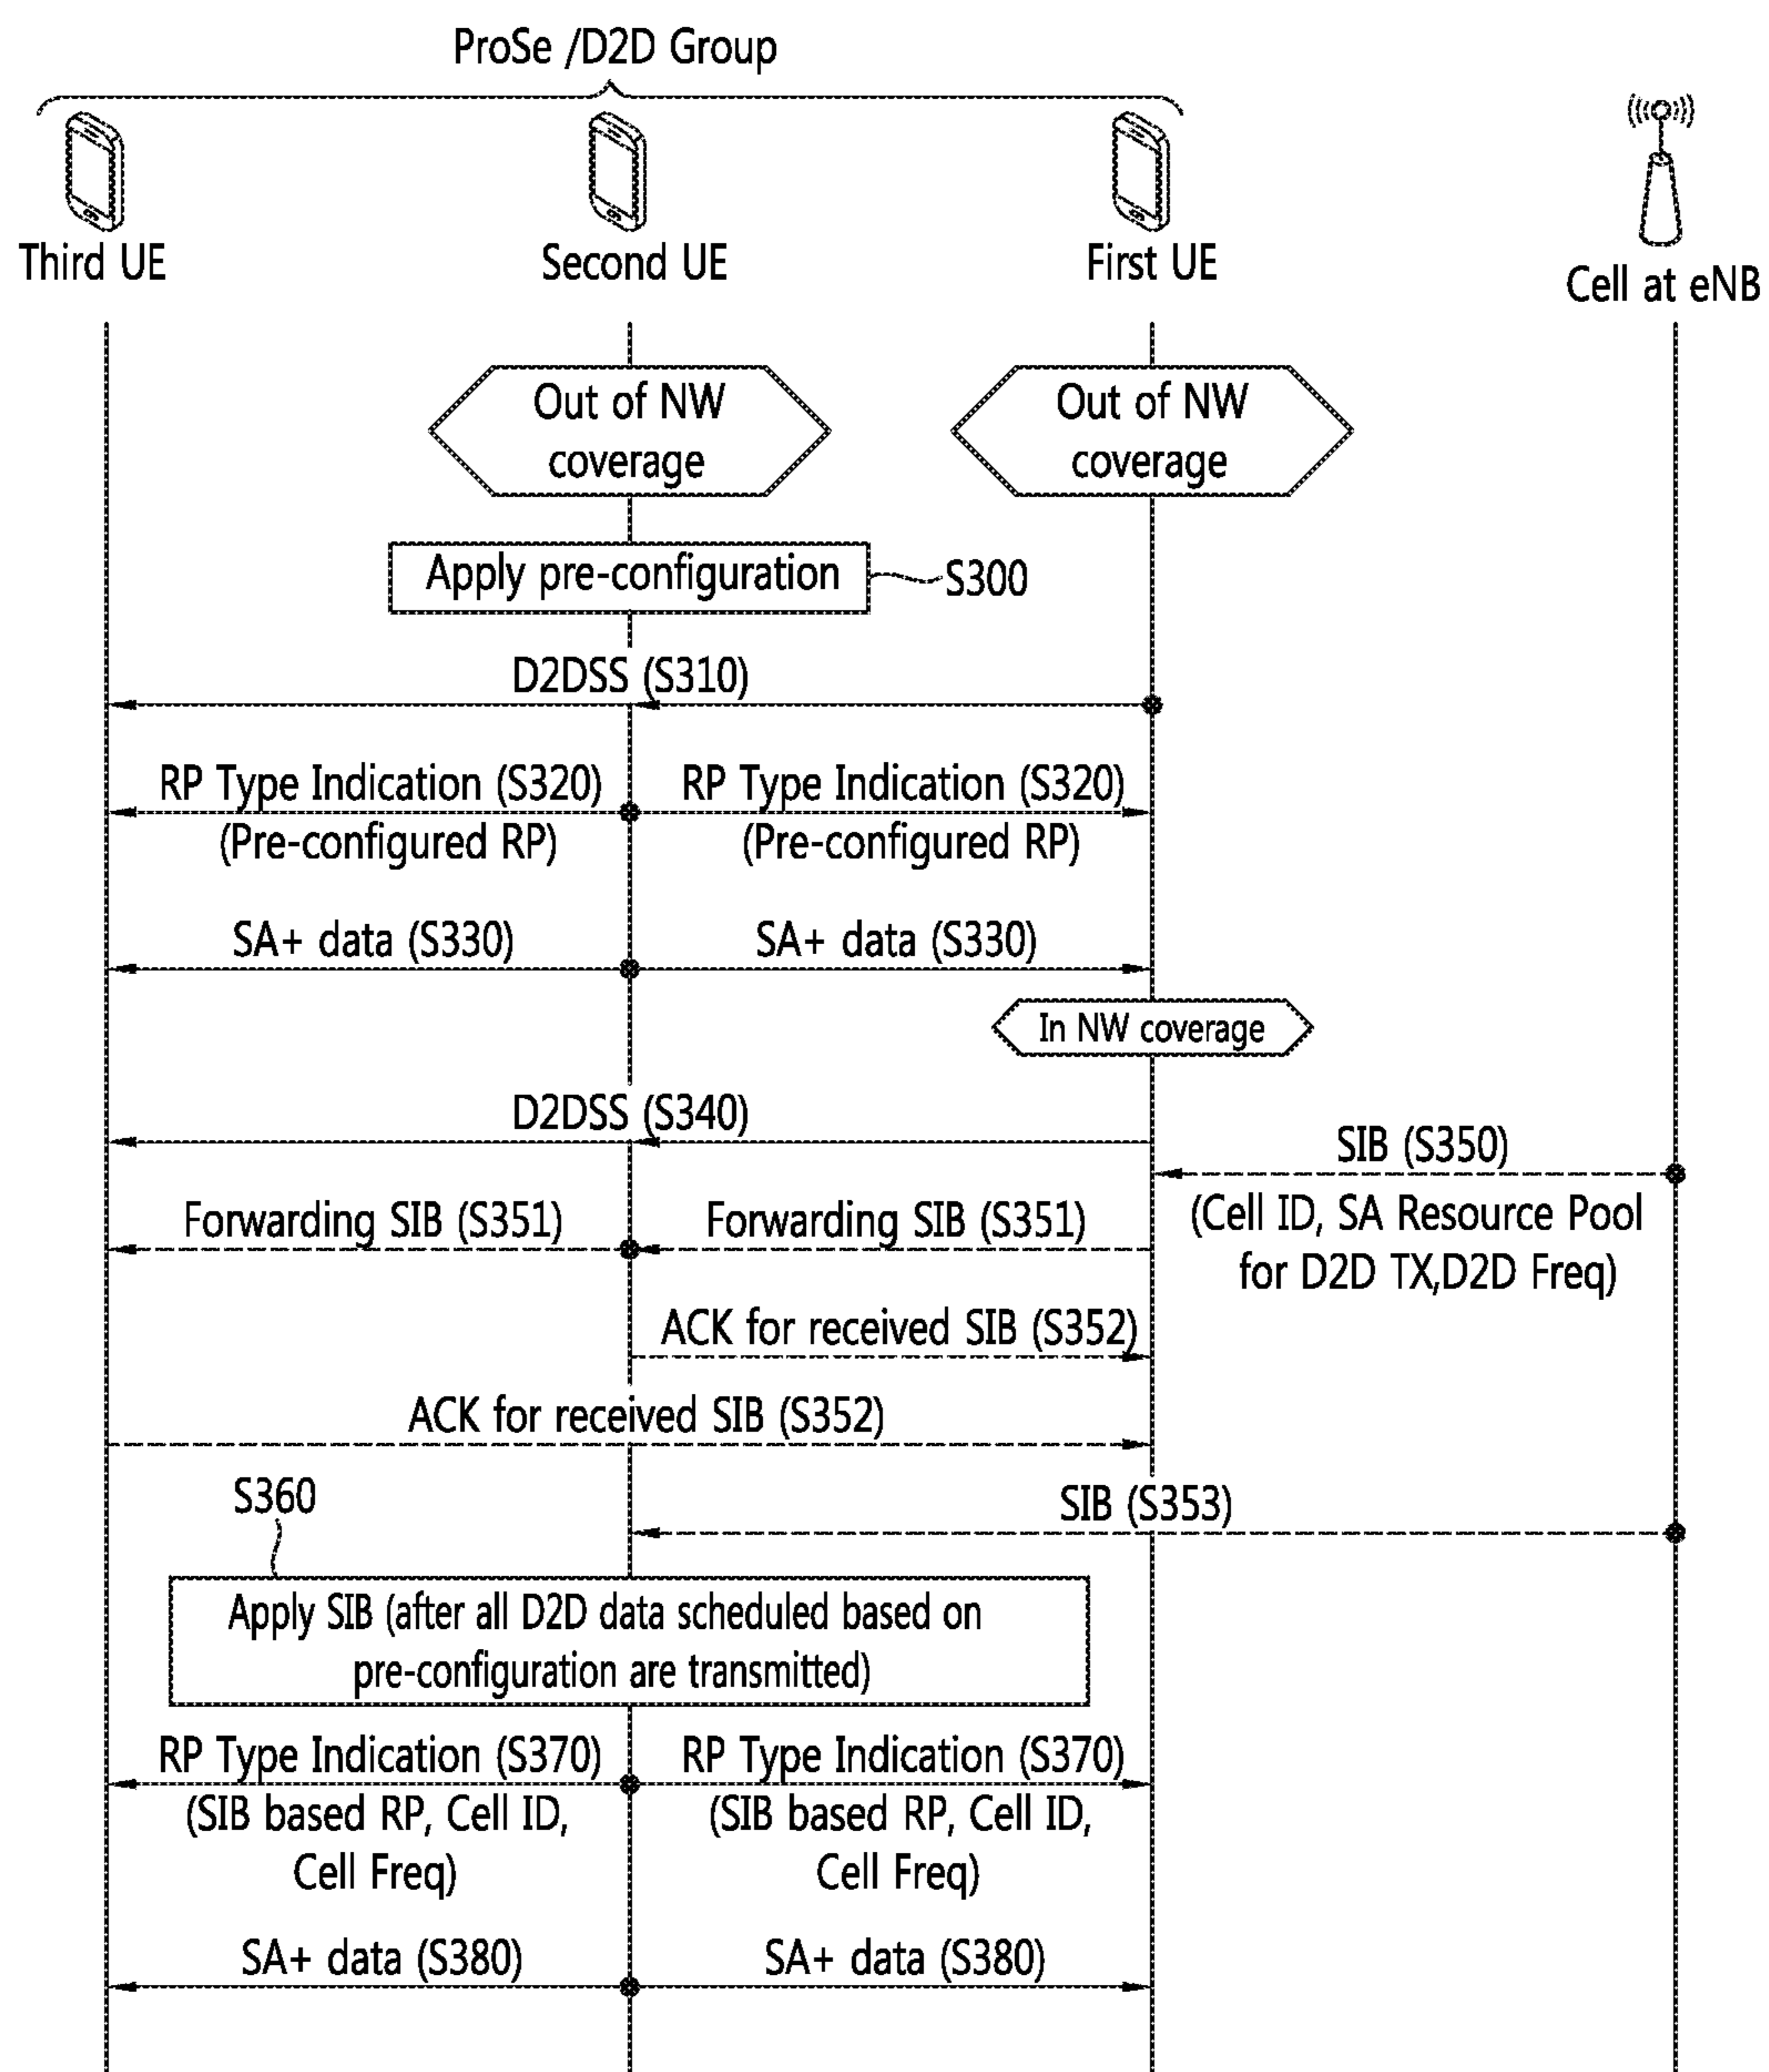 ProSe /D2D Group
Third UE
Second UE
First UE
Cell at eNB
Out of NW
coverage
Out of NW
coverage
Apply pre-configuration
S300
D2DSS (S310)
RP Type Indication (S320)
(Pre-configured RP)
RP Type Indication (S320)
(Pre-configured RP)
SA+ data (S330)
SA+ data (S330)
In NW coverage
D2DSS (S340)
SIB (S350)
(Cell ID, SA Resource Pool
for D2D TX,D2D Freq)
Forwarding SIB (S351)
Forwarding SIB (S351)
ACK for received SIB (S352)
ACK for received SIB (S352)
S360
SIB (S353)
Apply SIB (after all D2D data scheduled based on
pre-configuration are transmitted)
RP Type Indication (S370)
(SIB based RP, Cell ID,
Cell Freq)
RP Type Indication (S370)
(SIB based RP, Cell ID,
Cell Freq)
SA+ data (S380)
SA+ data (S380)